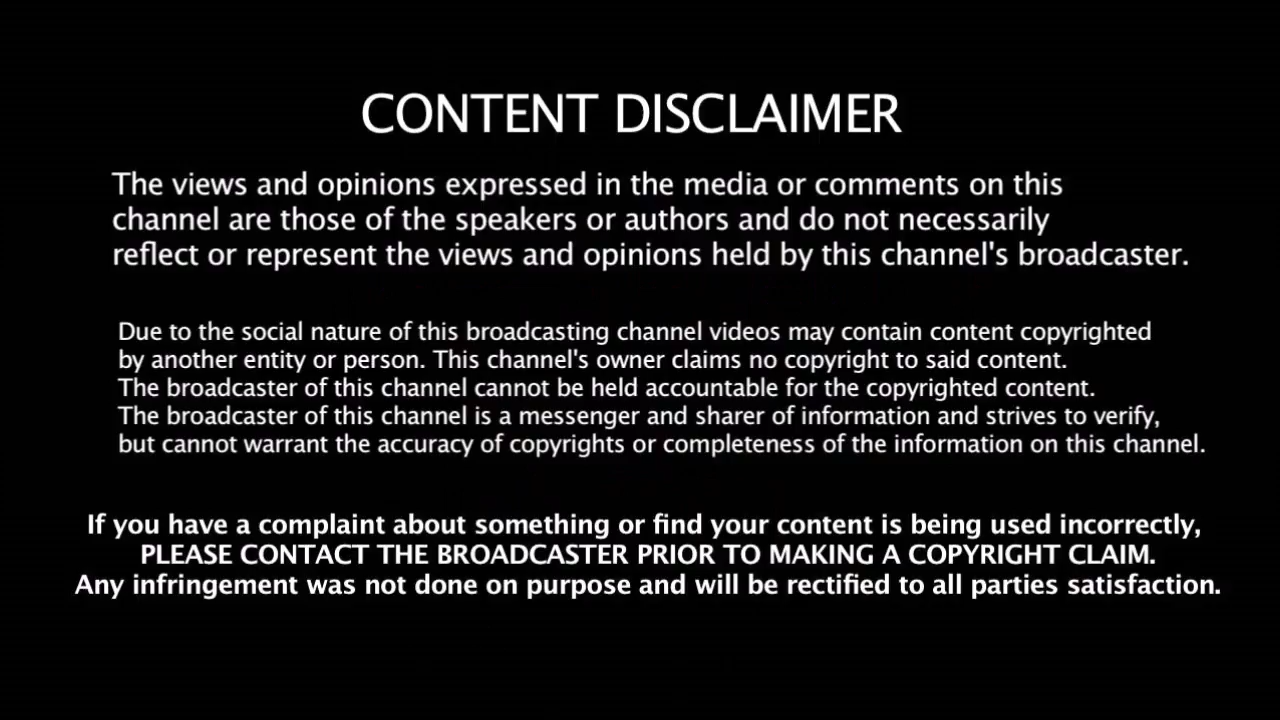 CONTENT DISCLAIMER
The views and opinions expressed in the media or comments on this
channel are those of the speakers or authors and do not necessarily
reflect or represent the views and opinions held by this channel's broadcaster.
Due to the social nature of this broadcasting channel videos may contain content copyrighted
by another entity or person. This channel's owner claims no copyright to said content.
The broadcaster of this channel cannot be held accountable for the copyrighted content.
The broadcaster of this channel is a messenger and sharer of information and strives to verify,
but cannot warrant the accuracy of copyrights or completeness of the information on this channel.
If you have a complaint about something or find your content is being used incorrectly,
PLEASE CONTACT THE BROADCASTER PRIOR TO MAKING A COPYRIGHT CLAIM.
Any infringement was not done on purpose and will be rectified to all parties satisfaction.